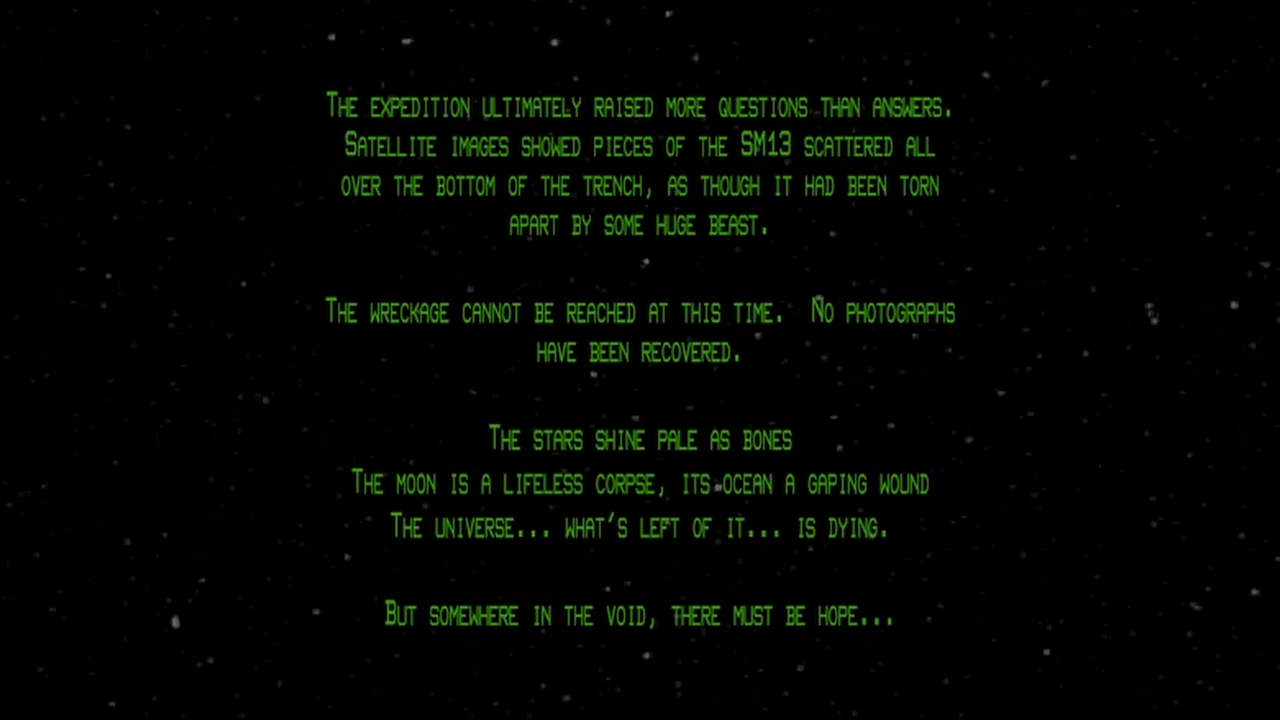 The expedition ultimately raised more questions than answers.
Satellite images showed pieces of the SM13 scattered all
over the bottom of the trench, as though it had been torn
apart by some huge beast.
The wreckage cannot be reached at this time.  No photographs
have been recovered.
The stars shine pale as bones
The moon is a lifeless corpse, its ocean a gaping wound
The universe... what's left of it... is dying.
But somewhere in the void, there must be hope...